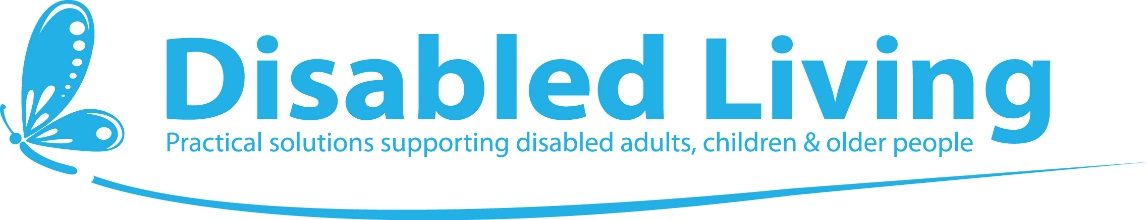 Disabled Living
Practical solutions supporting disabled adults, children & older people